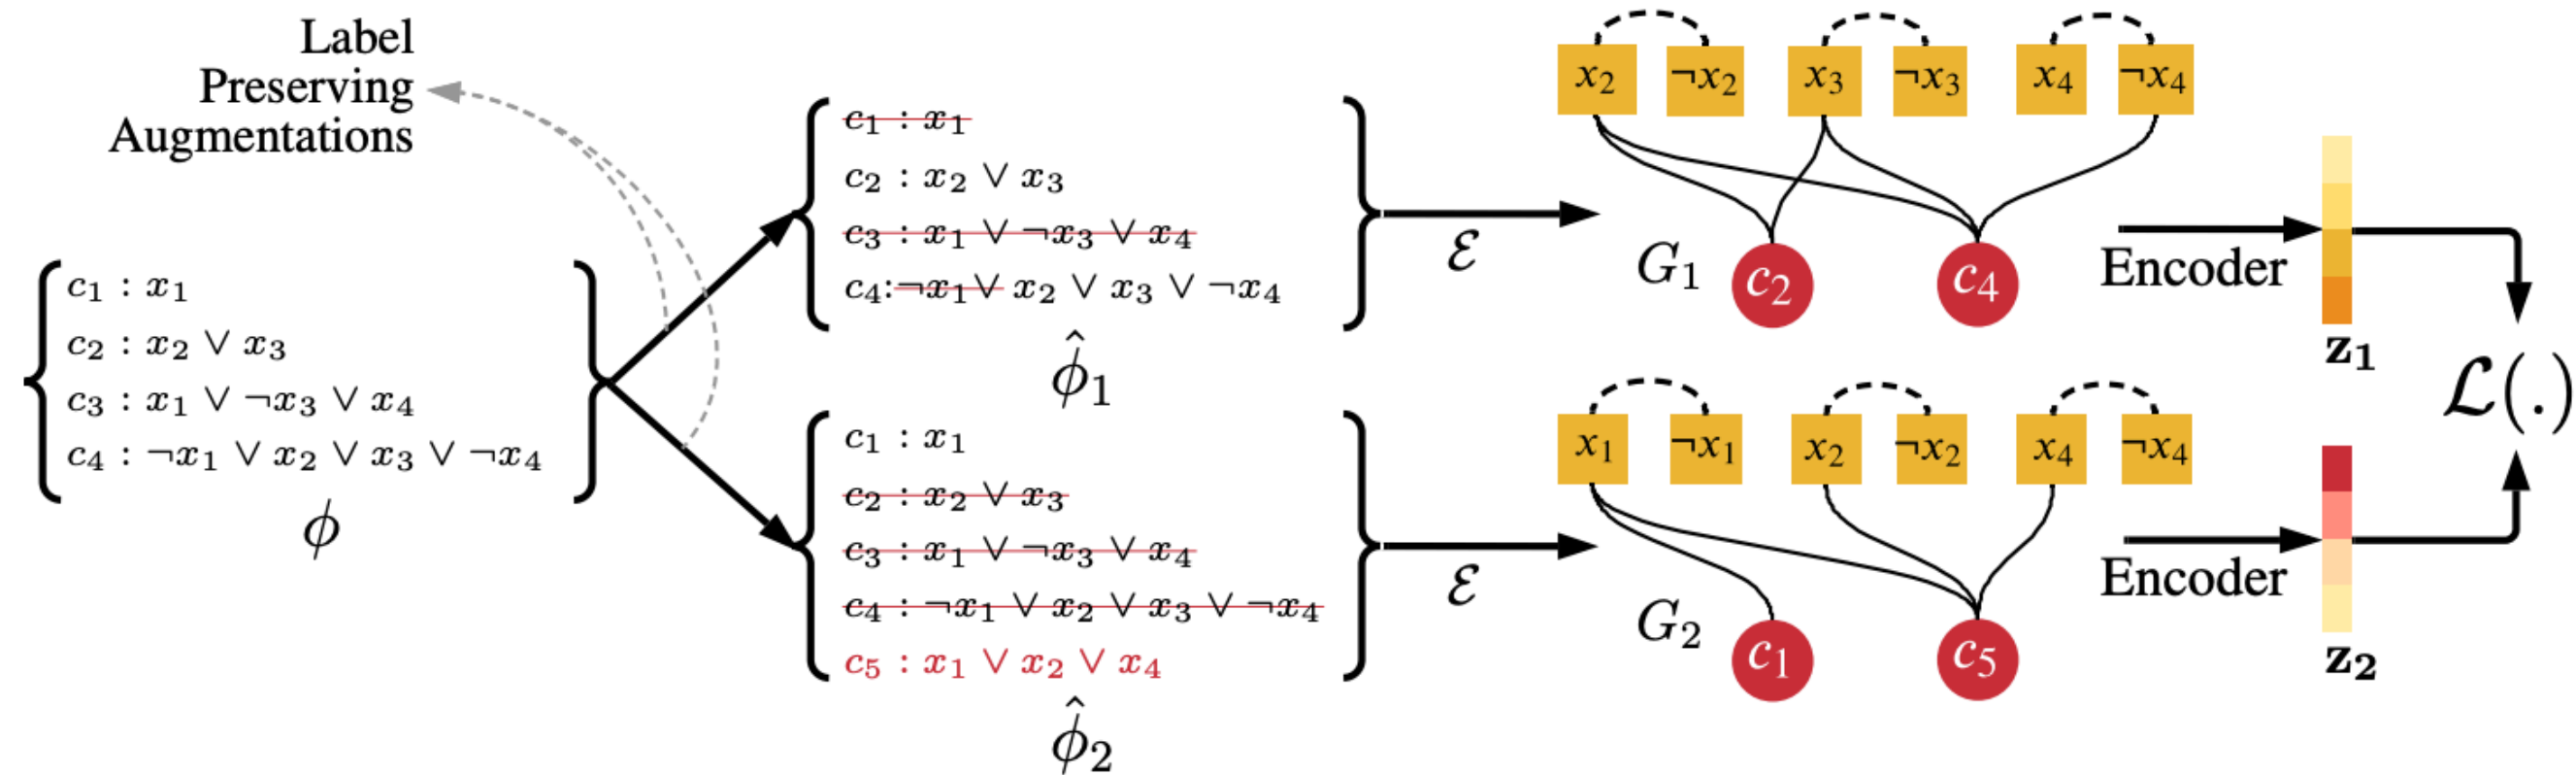 Label
Preserving
Augmentations
c₁ : x₁
c₂ : x₂ ∨ x₃
c₃ : x₁ ∨ ¬x₃ ∨ x₄
c₄ : ¬x₁ ∨ x₂ ∨ x₃ ∨ ¬x₄
ϕ
c₁ : x₁
c₂ : x₂ ∨ x₃
c₃ : x₁ ∨ ¬x₃ ∨ x₄
c₄:¬x₁∨ x₂ ∨ x₃ ∨ ¬x₄
ϕ̂₁
c₁ : x₁
c₂ : x₂ ∨ x₃
c₃ : x₁ ∨ ¬x₃ ∨ x₄
c₄ : ¬x₁ ∨ x₂ ∨ x₃ ∨ ¬x₄
c₅ : x₁ ∨ x₂ ∨ x₄
ϕ̂₂
ℰ
ℰ
x₂ ¬x₂ x₃ ¬x₃ x₄ ¬x₄
G₁ c₂ c₄
x₁ ¬x₁ x₂ ¬x₂ x₄ ¬x₄
G₂ c₁ c₅
Encoder
z₁
Encoder
z₂
ℒ(.)